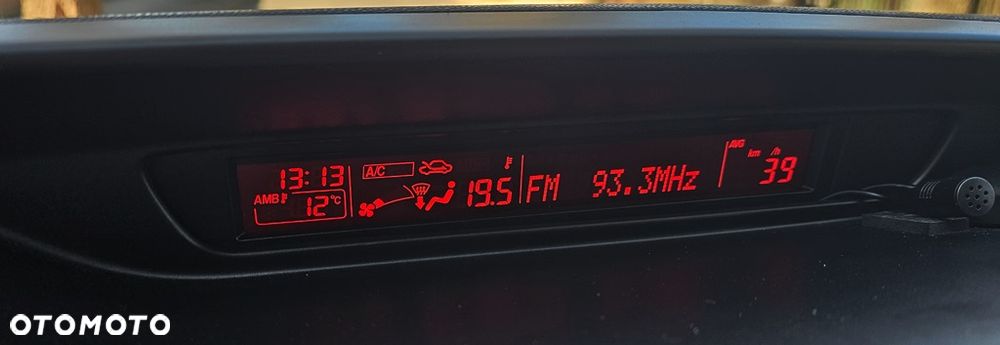 13:13 A/C AVG km/h
AMB 12°C 19.5 FM 93.3MHz 39
OTOMOTO